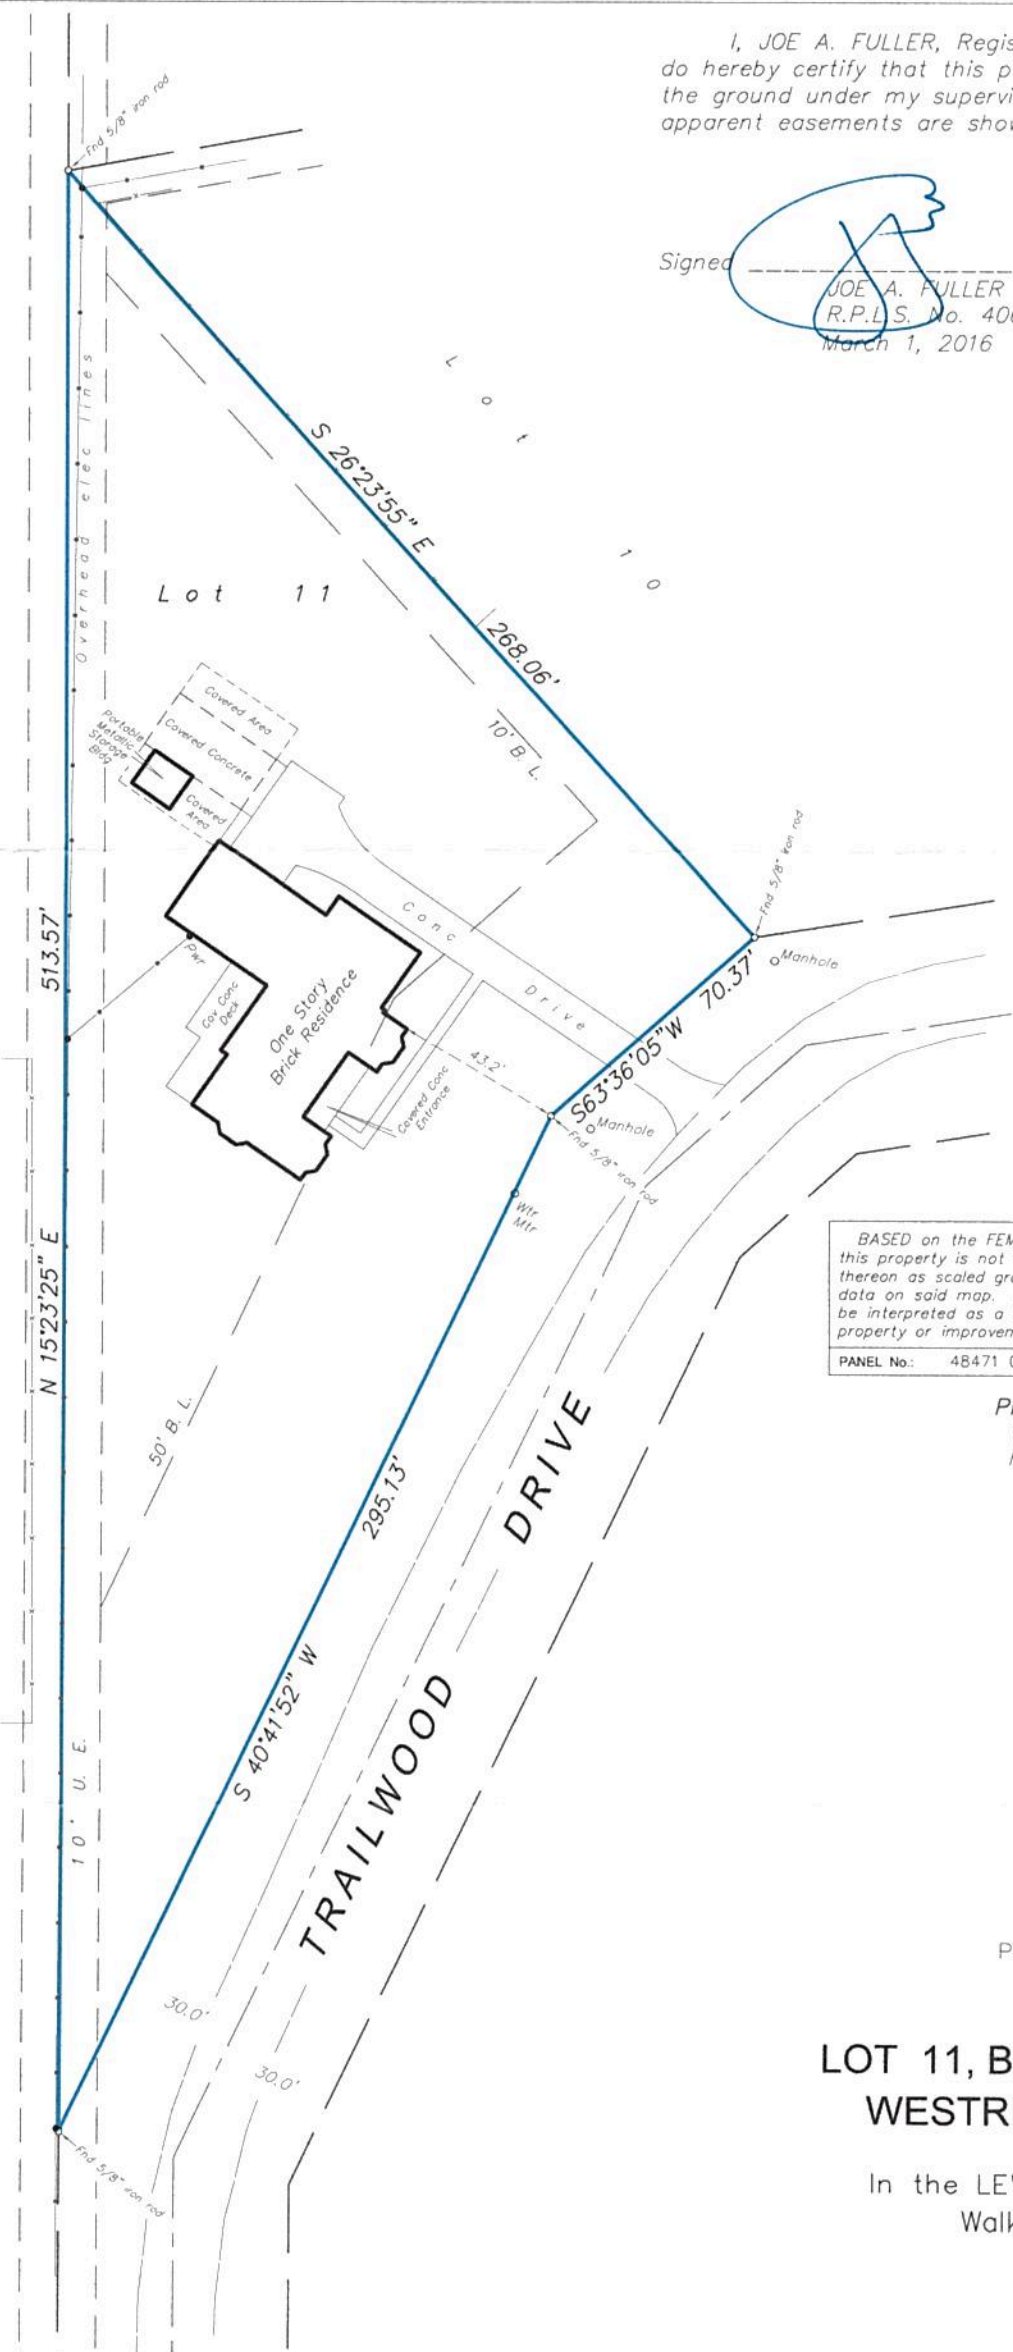 I, JOE A. FULLER, Regis
do hereby certify that this p
the ground under my supervi
apparent easements are show
Signed
JOE A. FULLER
R.P.L.S. No. 406
March 1, 2016
Fnd 5/8" iron rod
Overhead elec lines
Lot 10
S 26°23'55" E
268.06'
Lot 11
10' B. L.
Covered Area
Covered Concrete
Portable
Metallic
Storage
Bldg
Covered
Area
Fnd 5/8" iron rod
Conc Drive
Manhole
513.57'
Pwr
One Story
Brick Residence
Cov Conc
Deck
70.37'
S63°36'05"W
43.2'
Covered Conc
Entrance
Manhole
Fnd 5/8" iron rod
Wtr
Mtr
N 15°23'25" E
BASED on the FEM
this property is not
thereon as scaled gra
data on said map.
be interpreted as a
property or improvem
PANEL No.: 48471 0
50' B. L.
295.13'
S 40°41'52" W
TRAILWOOD DRIVE
10' U. E.
30.0'
30.0'
Fnd 5/8" iron rod
P
LOT 11, B
WESTR
In the LE
Walk